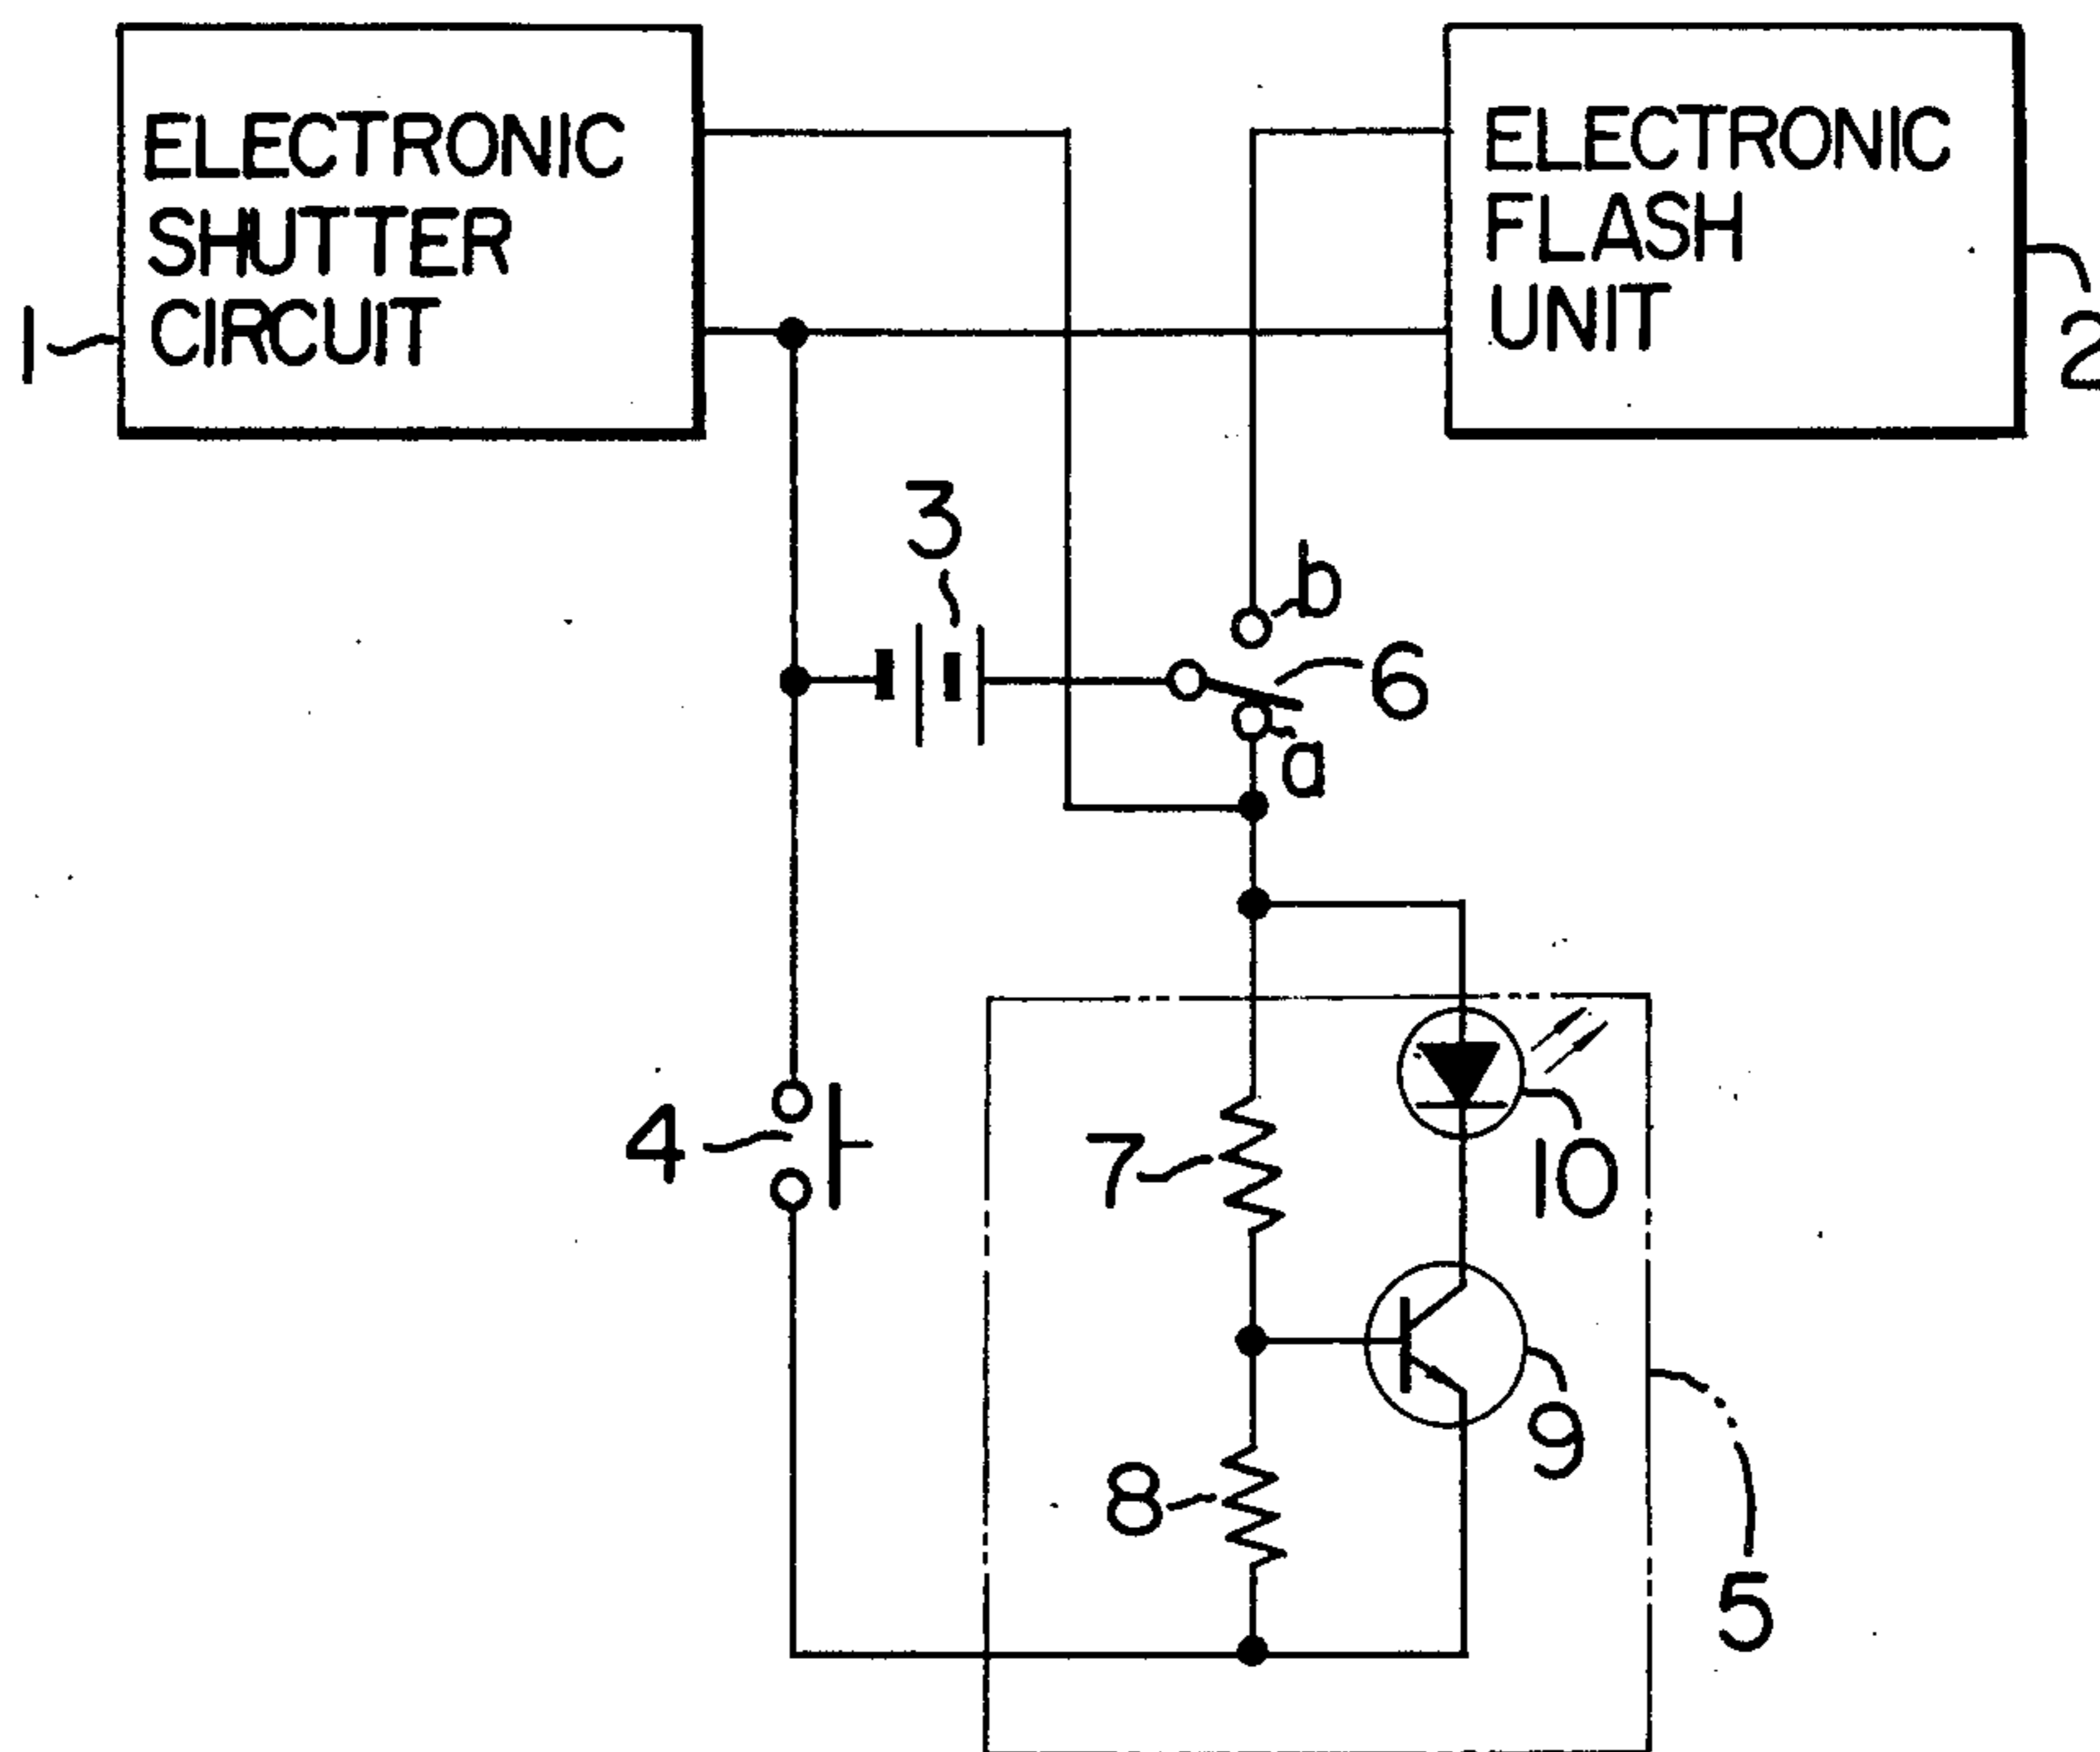 ELECTRONIC
SHUTTER
CIRCUIT
1
ELECTRONIC
FLASH
UNIT
2
3
b
6
a
4
7
10
9
8
5